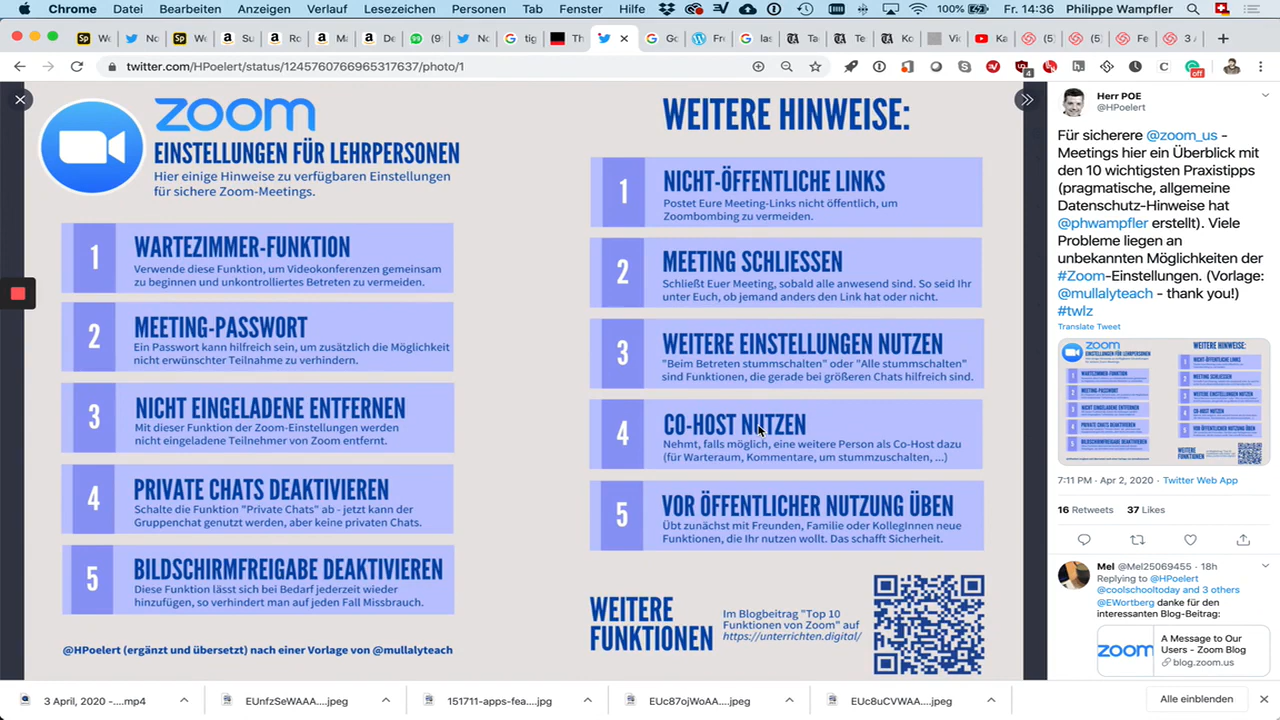 Chrome Datei Bearbeiten Anzeigen Verlauf Lesezeichen Personen Tab Fenster Hilfe 100% Fr. 14:36 Philippe Wampfler
twitter.com/HPoelert/status/1245760766965317637/photo/1
zoom
EINSTELLUNGEN FÜR LEHRPERSONEN
Hier einige Hinweise zu verfügbaren Einstellungen
für sichere Zoom-Meetings.
1
WARTEZIMMER-FUNKTION
Verwende diese Funktion, um Videokonferenzen gemeinsam
zu beginnen und unkontrolliertes Betreten zu vermeiden.
2
MEETING-PASSWORT
Ein Passwort kann hilfreich sein, um zusätzlich die Möglichkeit
nicht erwünschter Teilnahme zu verhindern.
3
NICHT EINGELADENE ENTFERNEN
Mit dieser Funktion der Zoom-Einstellungen werden
nicht eingeladene Teilnehmer von Zoom entfernt.
4
PRIVATE CHATS DEAKTIVIEREN
Schalte die Funktion "Private Chats" ab - jetzt kann der
Gruppenchat genutzt werden, aber keine privaten Chats.
5
BILDSCHIRMFREIGABE DEAKTIVIEREN
Diese Funktion lässt sich bei Bedarf jederzeit wieder
hinzufügen, so verhindert man auf jeden Fall Missbrauch.
@HPoelert (ergänzt und übersetzt) nach einer Vorlage von @mullalyteach
WEITERE HINWEISE:
1
NICHT-ÖFFENTLICHE LINKS
Postet Eure Meeting-Links nicht öffentlich, um
Zoombombing zu vermeiden.
2
MEETING SCHLIESSEN
Schließt Euer Meeting, sobald alle anwesend sind. So seid Ihr
unter Euch, ob jemand anders den Link hat oder nicht.
3
WEITERE EINSTELLUNGEN NUTZEN
"Beim Betreten stummschalten" oder "Alle stummschalten"
sind Funktionen, die gerade bei größeren Chats hilfreich sind.
4
CO-HOST NUTZEN
Nehmt, falls möglich, eine weitere Person als Co-Host dazu
(für Warteraum, Kommentare, um stummzuschalten, ...)
5
VOR ÖFFENTLICHER NUTZUNG ÜBEN
Übt zunächst mit Freunden, Familie oder KollegInnen neue
Funktionen, die Ihr nutzen wollt. Das schafft Sicherheit.
WEITERE
FUNKTIONEN
Im Blogbeitrag "Top 10
Funktionen von Zoom" auf
https://unterrichten.digital/
Herr POE
@HPoelert
Für sicherere @zoom_us -
Meetings hier ein Überblick mit
den 10 wichtigsten Praxistipps
(pragmatische, allgemeine
Datenschutz-Hinweise hat
@phwampfler erstellt). Viele
Probleme liegen an
unbekannten Möglichkeiten der
#Zoom-Einstellungen. (Vorlage:
@mullalyteach - thank you!)
#twlz
Translate Tweet
7:11 PM · Apr 2, 2020 · Twitter Web App
16 Retweets 37 Likes
Mel @Mel25069455 · 18h
Replying to @HPoelert
@coolschooltoday and 3 others
@EWortberg danke für den
interessanten Blog-Beitrag:
zoom
A Message to Our
Users - Zoom Blog
blog.zoom.us
3 April, 2020 -....mp4 EUnfzSeWAAA....jpeg 151711-apps-fea....jpg EUc87ojWoAA....jpeg EUc8uCVWAA....jpeg Alle einblenden